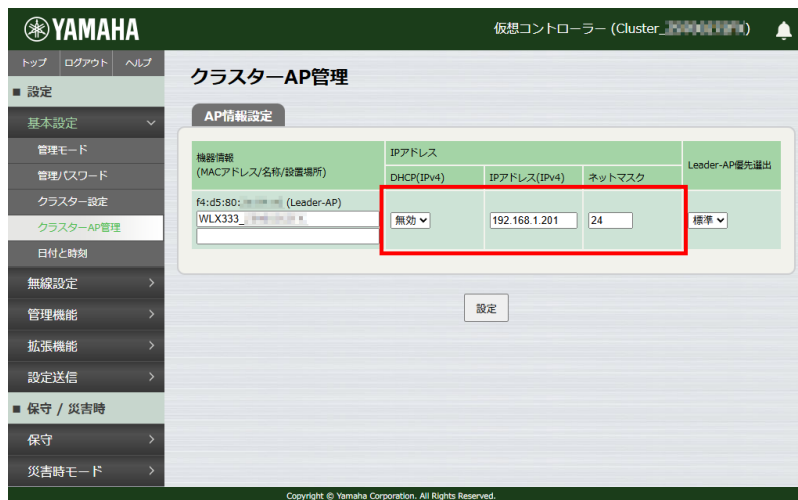 YAMAHA
仮想コントローラー (Cluster_
トップ ログアウト ヘルプ
■ 設定
基本設定
管理モード
管理パスワード
クラスター設定
クラスターAP管理
日付と時刻
無線設定
管理機能
拡張機能
設定送信
■ 保守 / 災害時
保守
災害時モード
クラスターAP管理
AP情報設定
機器情報
(MACアドレス/名称/設置場所)
IPアドレス
DHCP(IPv4) IPアドレス(IPv4) ネットマスク
Leader-AP優先選出
f4:d5:80: (Leader-AP)
WLX333_
無効 192.168.1.201 24 標準
設定
Copyright © Yamaha Corporation. All Rights Reserved.